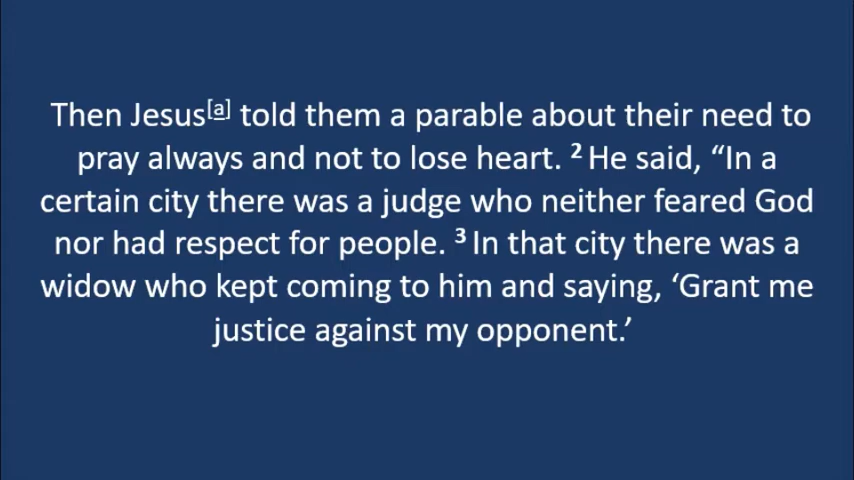 Then Jesus[a] told them a parable about their need to
pray always and not to lose heart. 2 He said, “In a
certain city there was a judge who neither feared God
nor had respect for people. 3 In that city there was a
widow who kept coming to him and saying, ‘Grant me
justice against my opponent.’